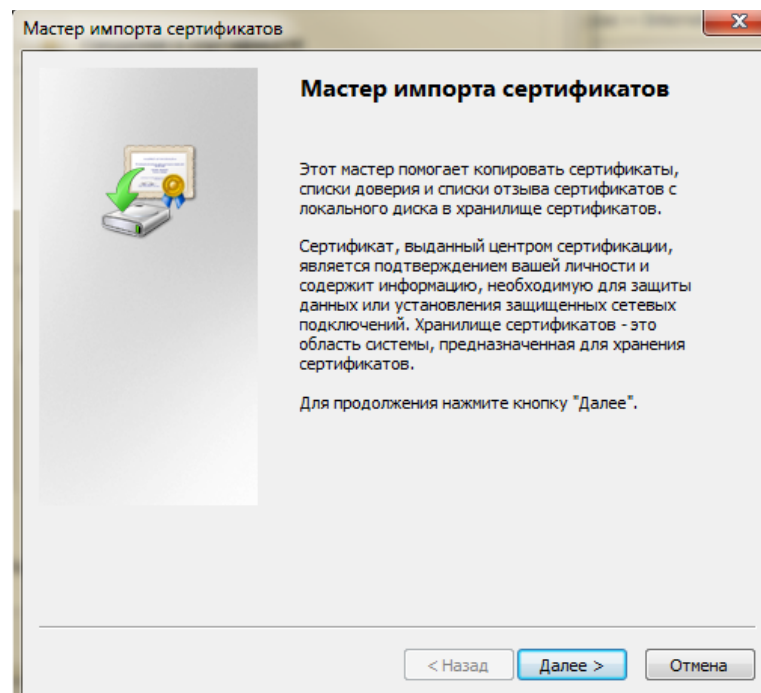 Мастер импорта сертификатов
Мастер импорта сертификатов
Этот мастер помогает копировать сертификаты,
списки доверия и списки отзыва сертификатов с
локального диска в хранилище сертификатов.
Сертификат, выданный центром сертификации,
является подтверждением вашей личности и
содержит информацию, необходимую для защиты
данных или установления защищенных сетевых
подключений. Хранилище сертификатов - это
область системы, предназначенная для хранения
сертификатов.
Для продолжения нажмите кнопку "Далее".
< Назад
Далее >
Отмена